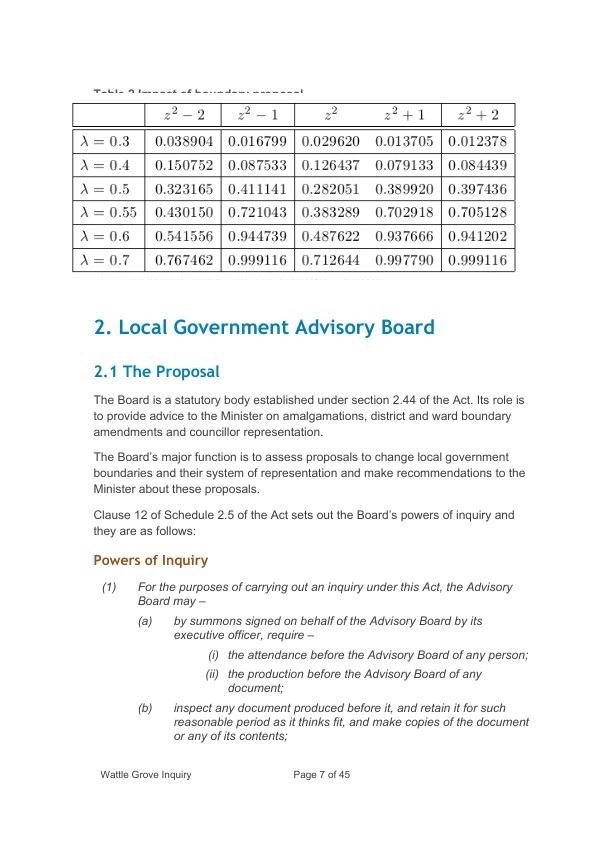 Table 2 Impact of boundary proposal
z² − 2 z² − 1 z² z² + 1 z² + 2
λ = 0.3 0.038904 0.016799 0.029620 0.013705 0.012378
λ = 0.4 0.150752 0.087533 0.126437 0.079133 0.084439
λ = 0.5 0.323165 0.411141 0.282051 0.389920 0.397436
λ = 0.55 0.430150 0.721043 0.383289 0.702918 0.705128
λ = 0.6 0.541556 0.944739 0.487622 0.937666 0.941202
λ = 0.7 0.767462 0.999116 0.712644 0.997790 0.999116
2. Local Government Advisory Board
2.1 The Proposal
The Board is a statutory body established under section 2.44 of the Act. Its role is
to provide advice to the Minister on amalgamations, district and ward boundary
amendments and councillor representation.
The Board's major function is to assess proposals to change local government
boundaries and their system of representation and make recommendations to the
Minister about these proposals.
Clause 12 of Schedule 2.5 of the Act sets out the Board's powers of inquiry and
they are as follows:
Powers of Inquiry
(1) For the purposes of carrying out an inquiry under this Act, the Advisory
Board may –
(a) by summons signed on behalf of the Advisory Board by its
executive officer, require –
(i) the attendance before the Advisory Board of any person;
(ii) the production before the Advisory Board of any
document;
(b) inspect any document produced before it, and retain it for such
reasonable period as it thinks fit, and make copies of the document
or any of its contents;
Wattle Grove Inquiry Page 7 of 45